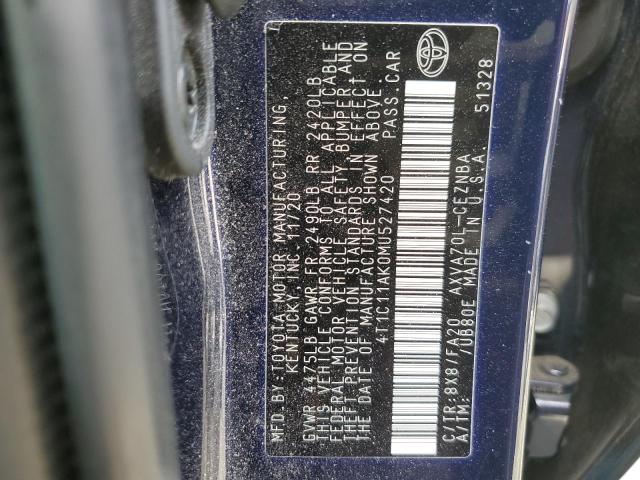 MFD. BY: TOYOTA MOTOR MANUFACTURING,
KENTUCKY, INC. 11/20
GVWR 4475LB GAWR FR 2490LB RR 2420LB
THIS VEHICLE CONFORMS TO ALL APPLICABLE
FEDERAL MOTOR VEHICLE SAFETY, BUMPER, AND
THEFT PREVENTION STANDARDS IN EFFECT ON
THE DATE OF MANUFACTURE SHOWN ABOVE.
4T1C11AK0MU527420 PASS. CAR
C/TR:8X8/FA20 AXVA70L-CEZNBA
A/TM: /UB80E MADE IN U.S.A. 51328